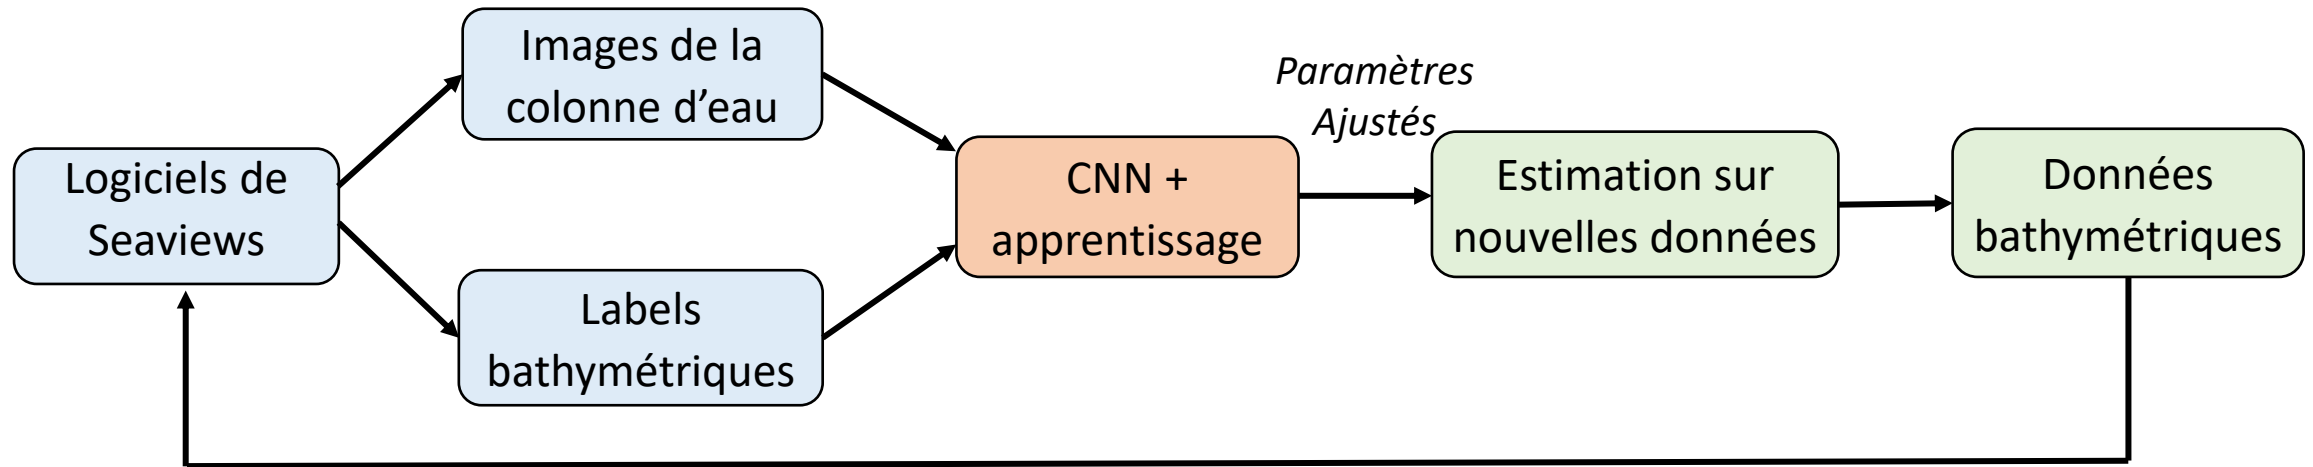 Logiciels de
Seaviews
Images de la
colonne d’eau
Labels
bathymétriques
CNN +
apprentissage
Paramètres
Ajustés
Estimation sur
nouvelles données
Données
bathymétriques